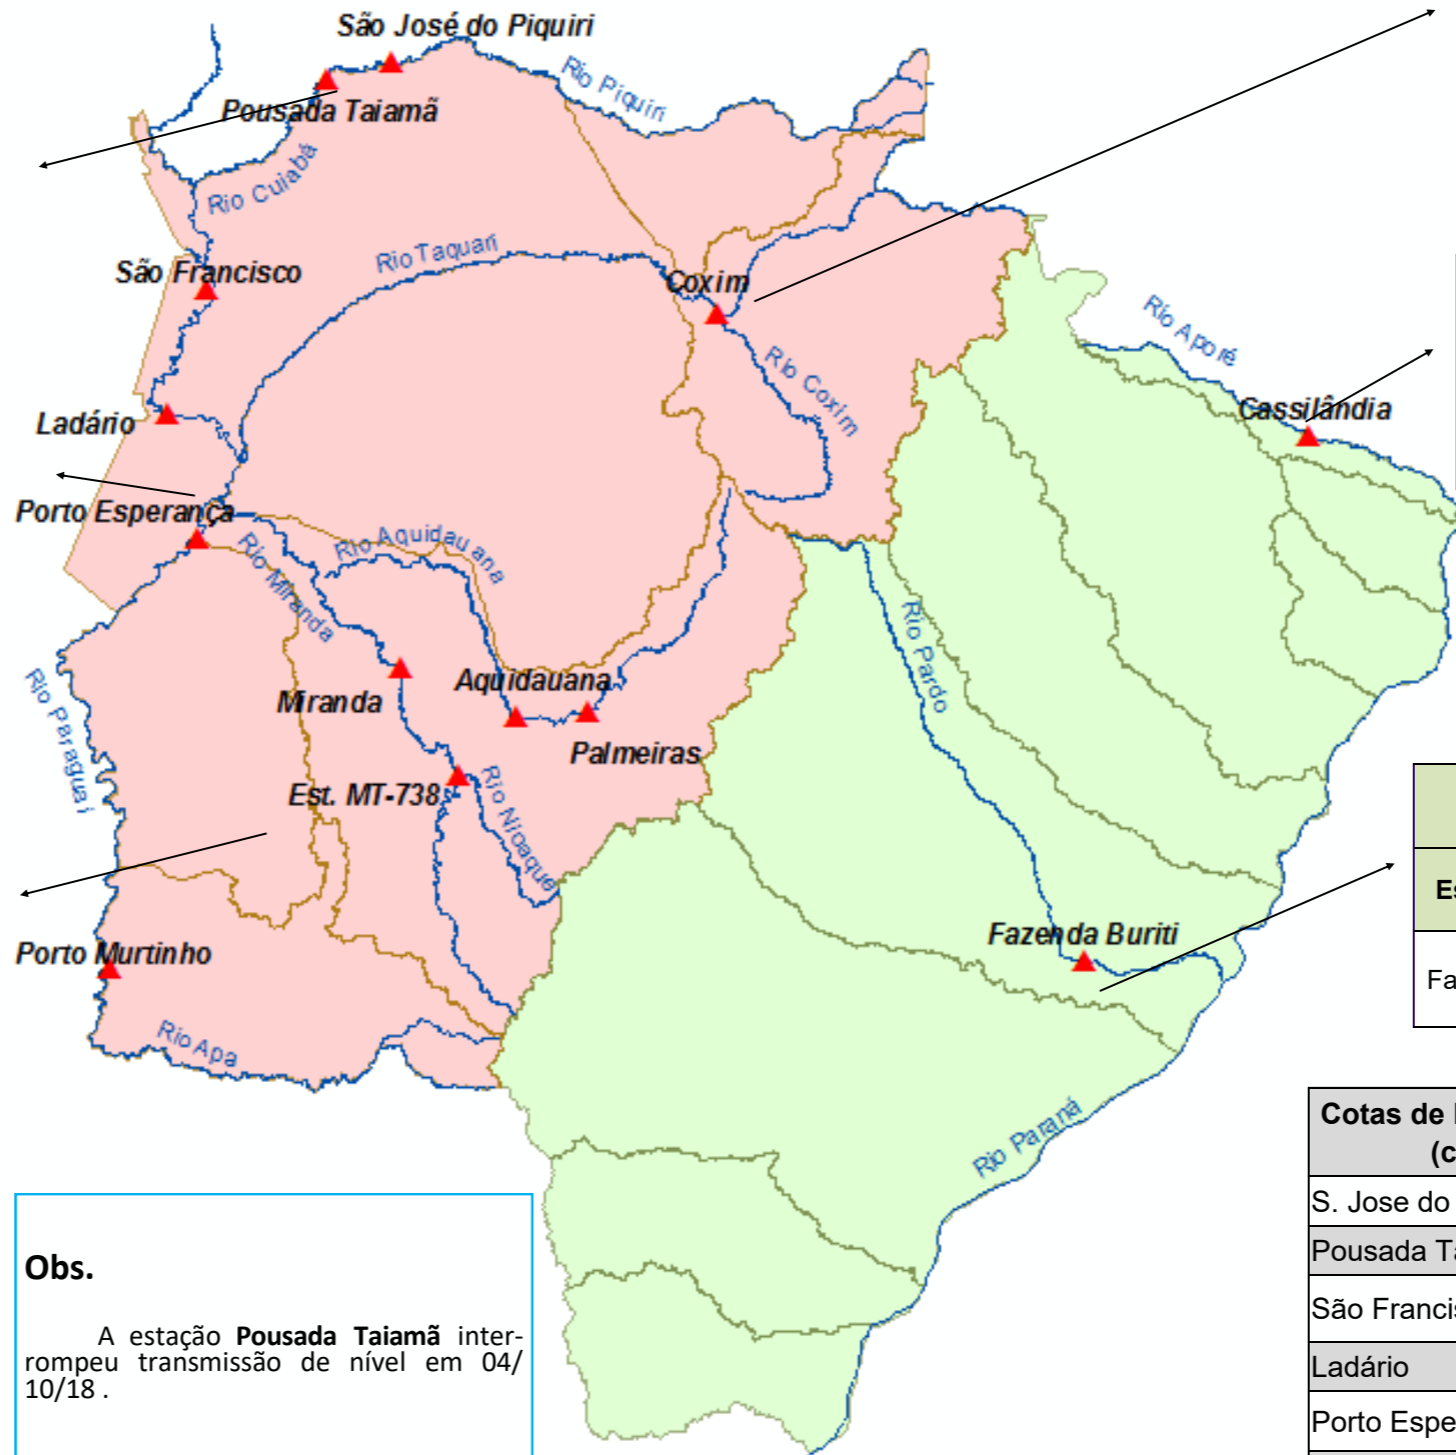 São José do Piquiri
Rio Piquiri
Pousada Taiamã
Rio Cuiabá
Rio Taquari
São Francisco
Coxim
Rio Aporé
Rio Coxim
Cassilândia
Ladário
Porto Esperança
Rio Aquidauana
Rio Miranda
Rio Pardo
Aquidauana
Miranda
Rio Paraguai
Palmeiras
Est. MT-738
Rio Nioaque
Es
Fazenda Buriti
Porto Murtinho
Fa
Rio Apa
Rio Paraná
Cotas de
(c
S. Jose do
Pousada Ta
São Francis
Ladário
Porto Espe
Obs.
A estação Pousada Taiamã inter-
rompeu transmissão de nível em 04/
10/18 .